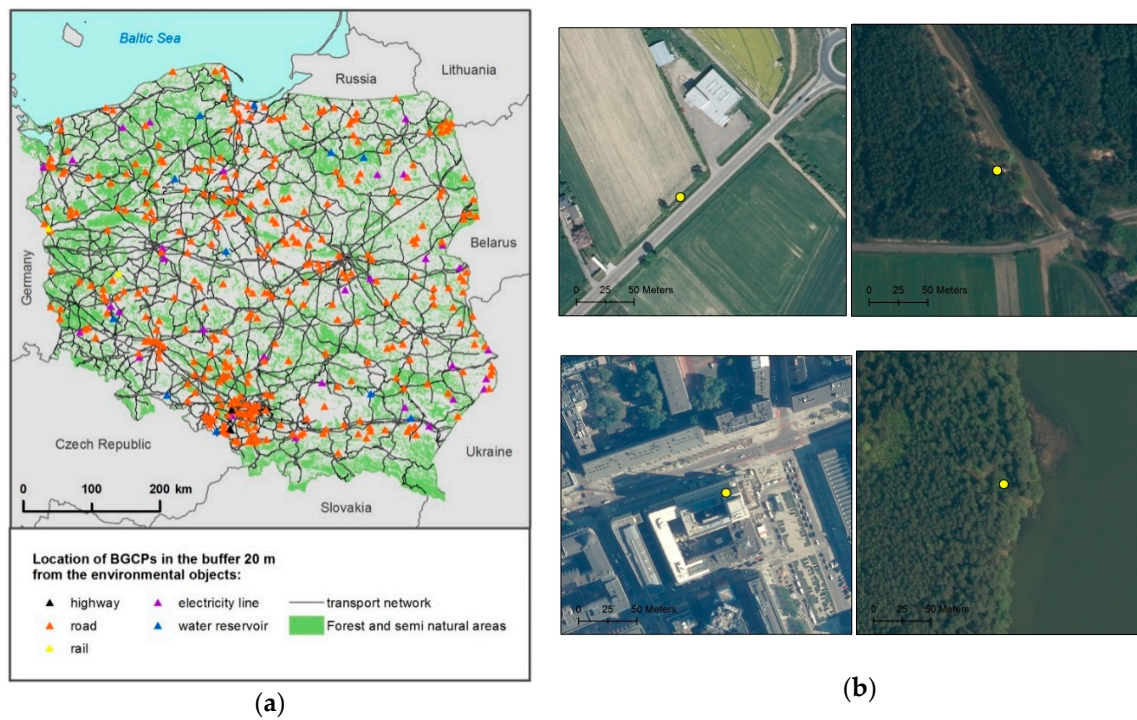 Baltic Sea
Russia
Lithuania
Belarus
Germany
Czech Republic
Ukraine
Slovakia
0 100 200 km
Location of BGCPs in the buffer 20 m
from the environmental objects:
highway
electricity line
transport network
road
water reservoir
Forest and semi natural areas
rail
(a)
0 25 50 Meters
0 25 50 Meters
0 25 50 Meters
0 25 50 Meters
(b)